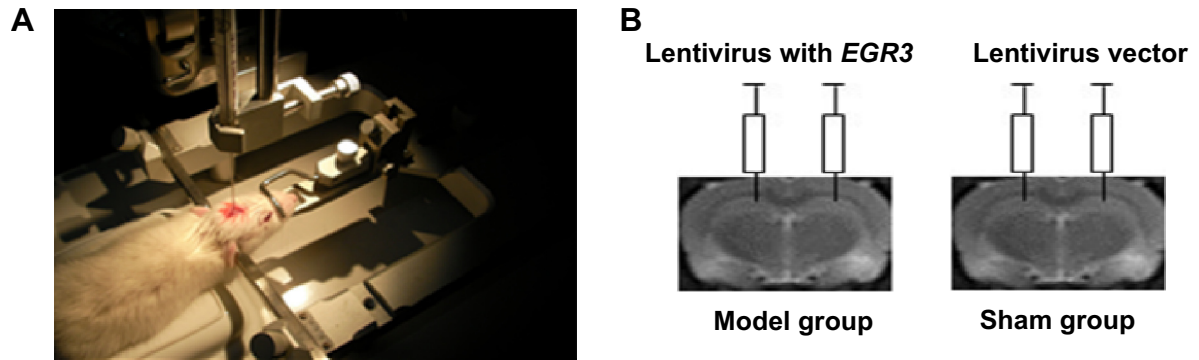 A
B
Lentivirus with EGR3
Lentivirus vector
Model group
Sham group